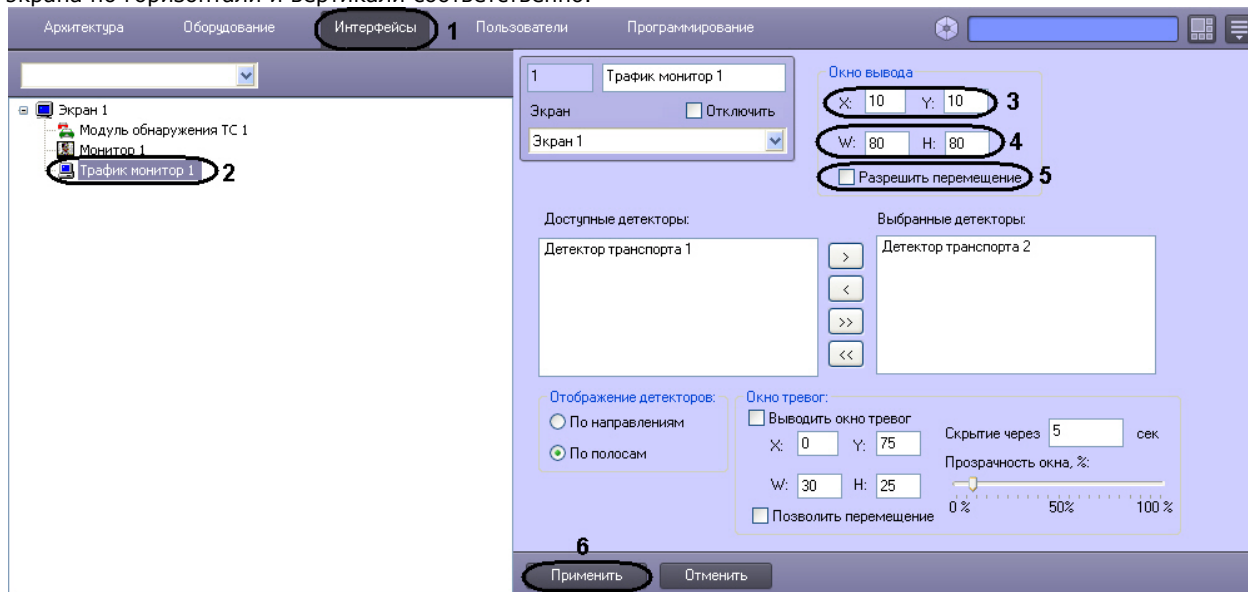 экрана по горизонтали и вертикали соответственно.
Архитектура Оборудование Интерфейсы 1 Пользователи Программирование
1 Трафик монитор 1
Экран Отключить
Экран 1
Окно вывода
X: 10 Y: 10 3
W: 80 H: 80 4
Разрешить перемещение 5
Экран 1
Модуль обнаружения ТС 1
Монитор 1
Трафик монитор 1 2
Доступные детекторы: Выбранные детекторы:
Детектор транспорта 1 > Детектор транспорта 2
<
>>
<<
Отображение детекторов:
По направлениям
По полосам
Окно тревог:
Выводить окно тревог
X: 0 Y: 75
W: 30 H: 25
Позволить перемещение
Скрытие через 5 сек
Прозрачность окна, %:
0 % 50% 100 %
6
Применить Отменить